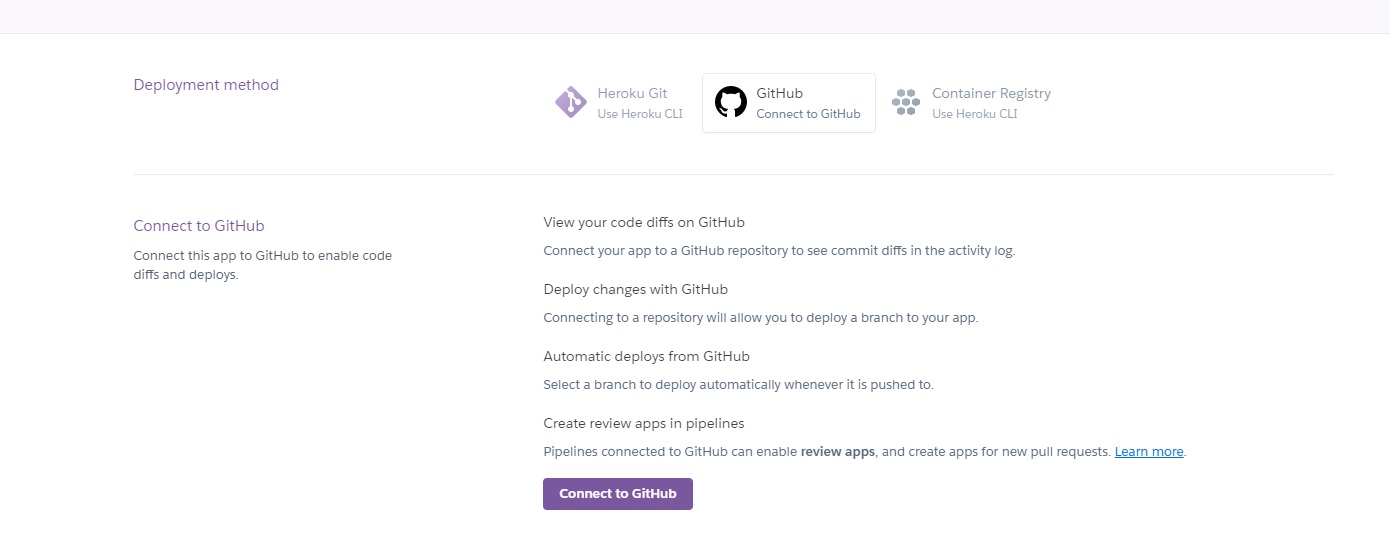 Deployment method
Heroku Git
Use Heroku CLI
GitHub
Connect to GitHub
Container Registry
Use Heroku CLI
Connect to GitHub
Connect this app to GitHub to enable code
diffs and deploys.
View your code diffs on GitHub
Connect your app to a GitHub repository to see commit diffs in the activity log.
Deploy changes with GitHub
Connecting to a repository will allow you to deploy a branch to your app.
Automatic deploys from GitHub
Select a branch to deploy automatically whenever it is pushed to.
Create review apps in pipelines
Pipelines connected to GitHub can enable review apps, and create apps for new pull requests. Learn more.
Connect to GitHub